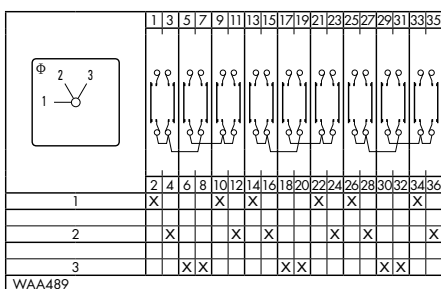 1 3 5 7 9 11 13 15 17 19 21 23 25 27 29 31 33 35
Φ
2 3
1
2 4 6 8 10 12 14 16 18 20 22 24 26 28 30 32 34 36
1 X X X X X X
2 X X X X X X
3 X X X X X X
WAA489